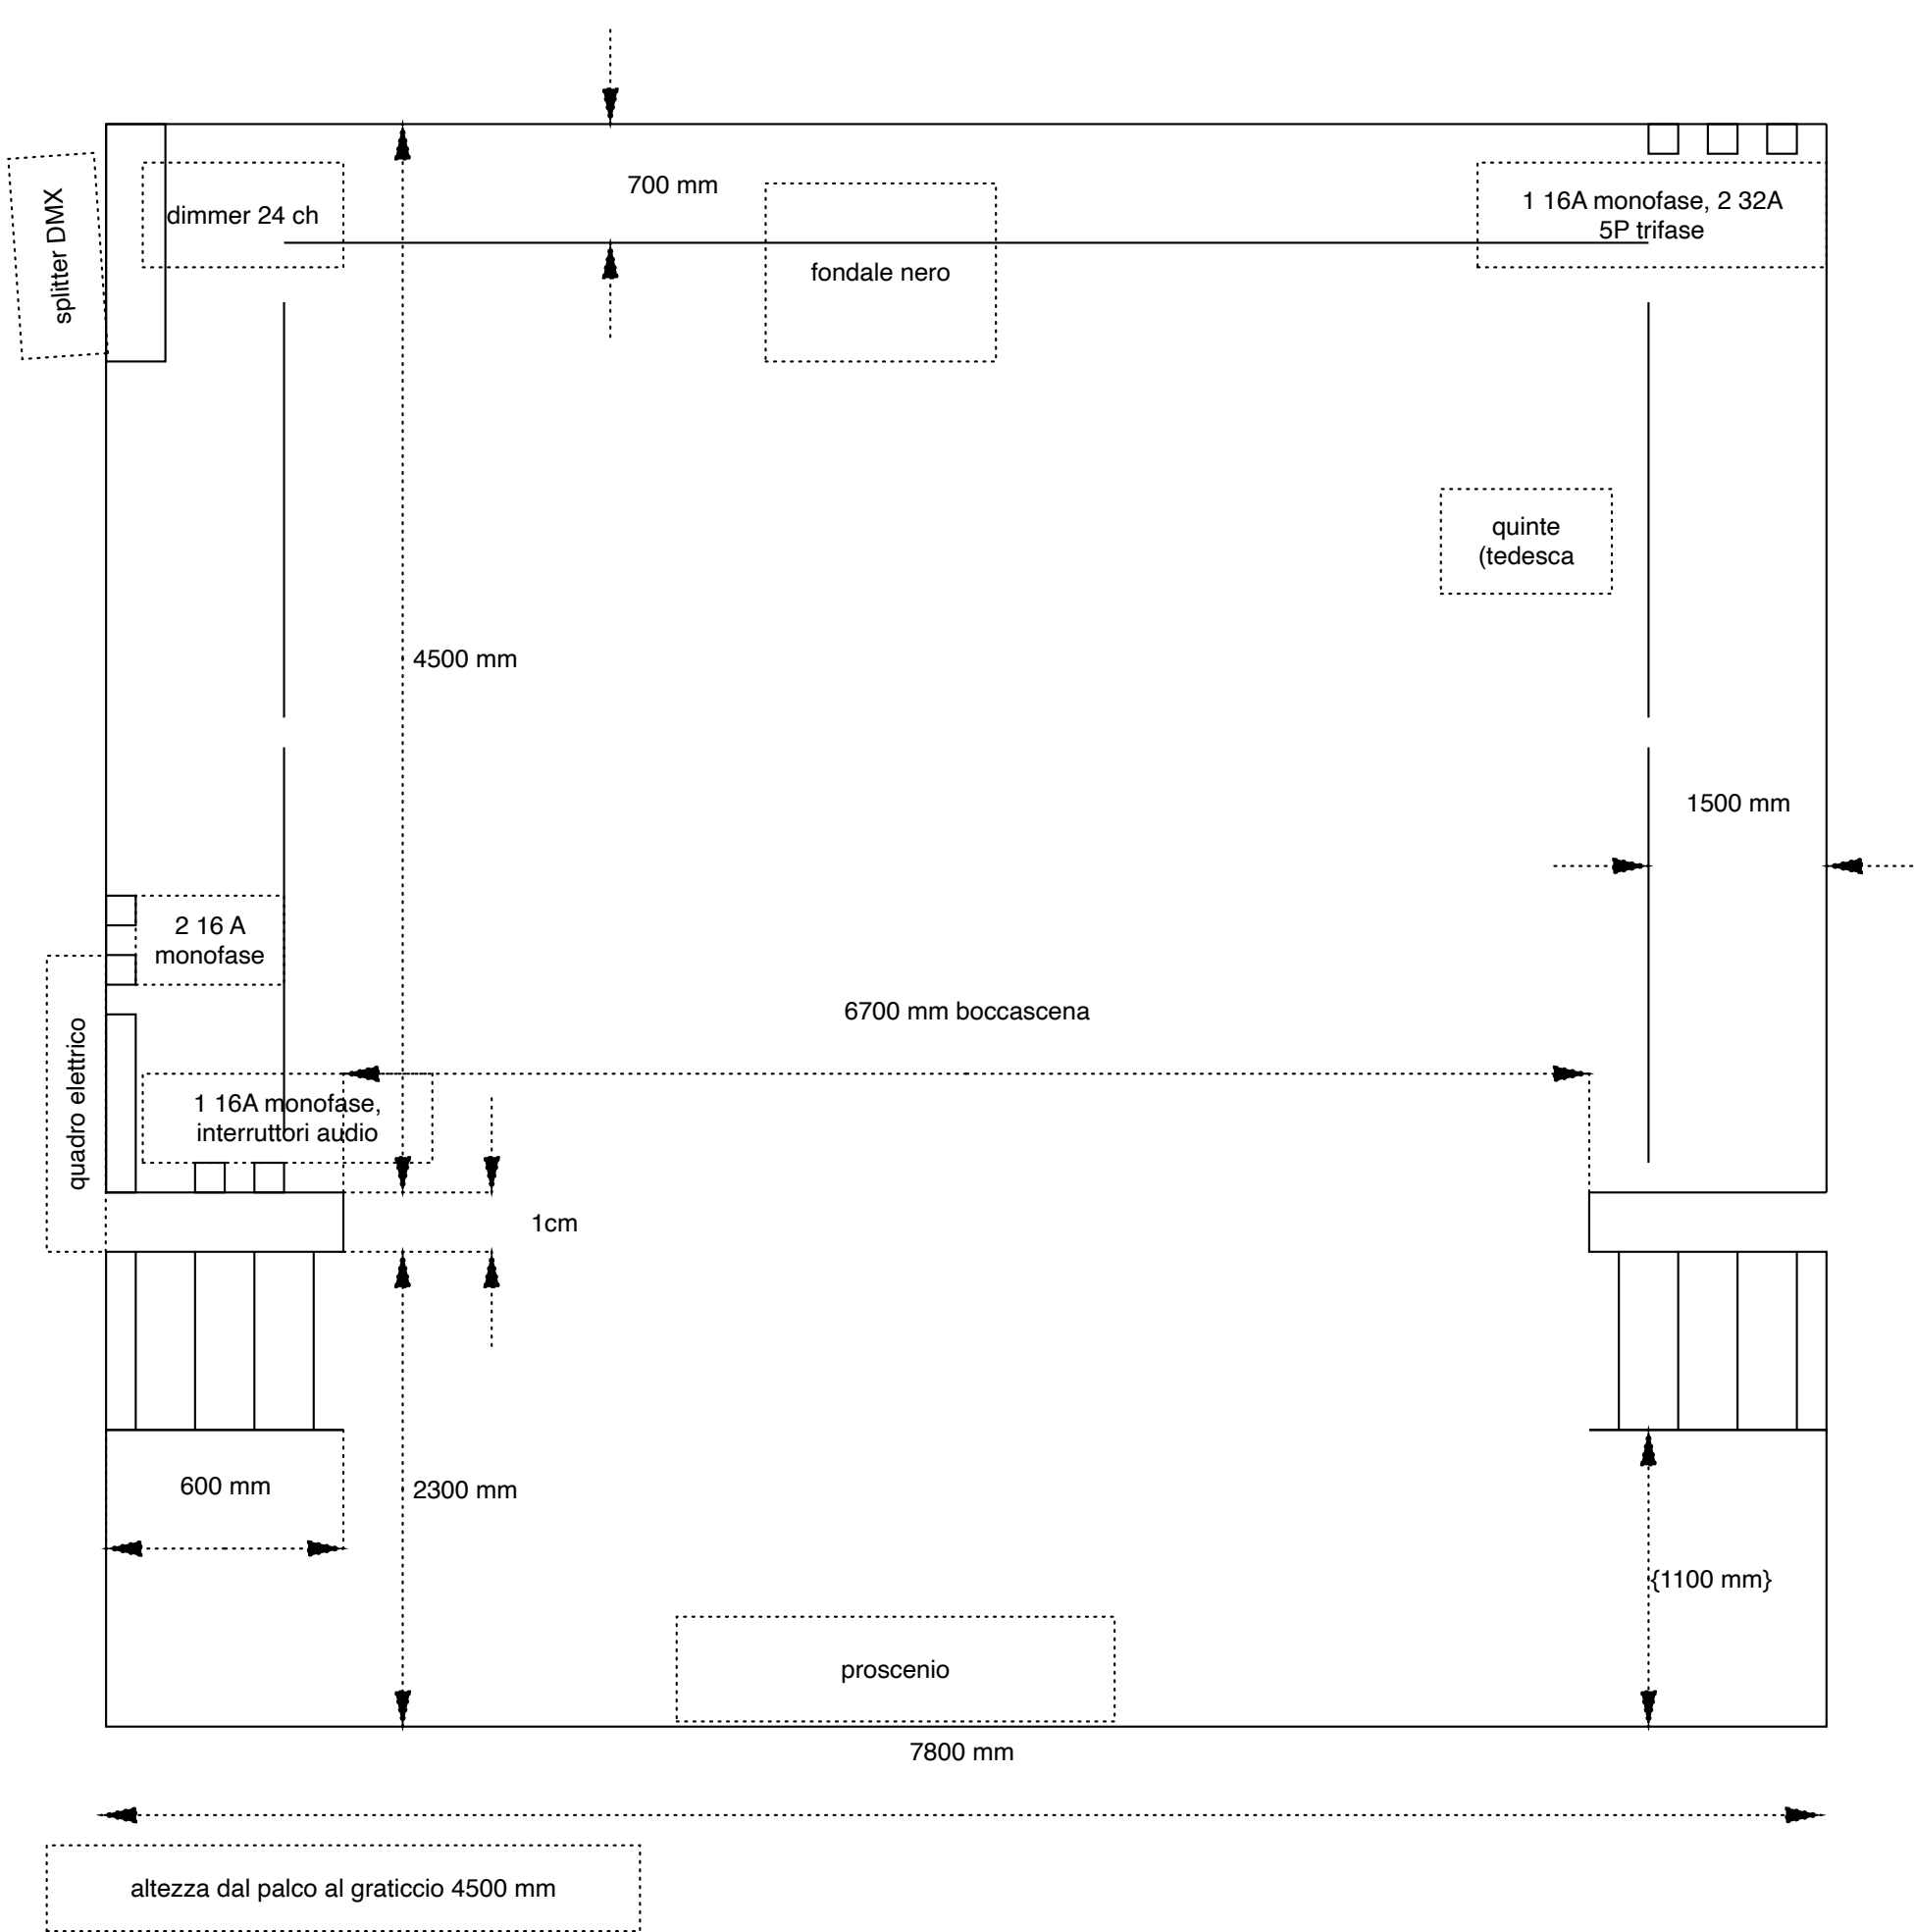 700 mm
splitter DMX
dimmer 24 ch
1 16A monofase, 2 32A
5P trifase
fondale nero
quinte
(tedesca
4500 mm
1500 mm
2 16 A
monofase
6700 mm boccascena
quadro elettrico
1 16A monofase,
interruttori audio
1cm
600 mm
2300 mm
{1100 mm}
proscenio
7800 mm
altezza dal palco al graticcio 4500 mm